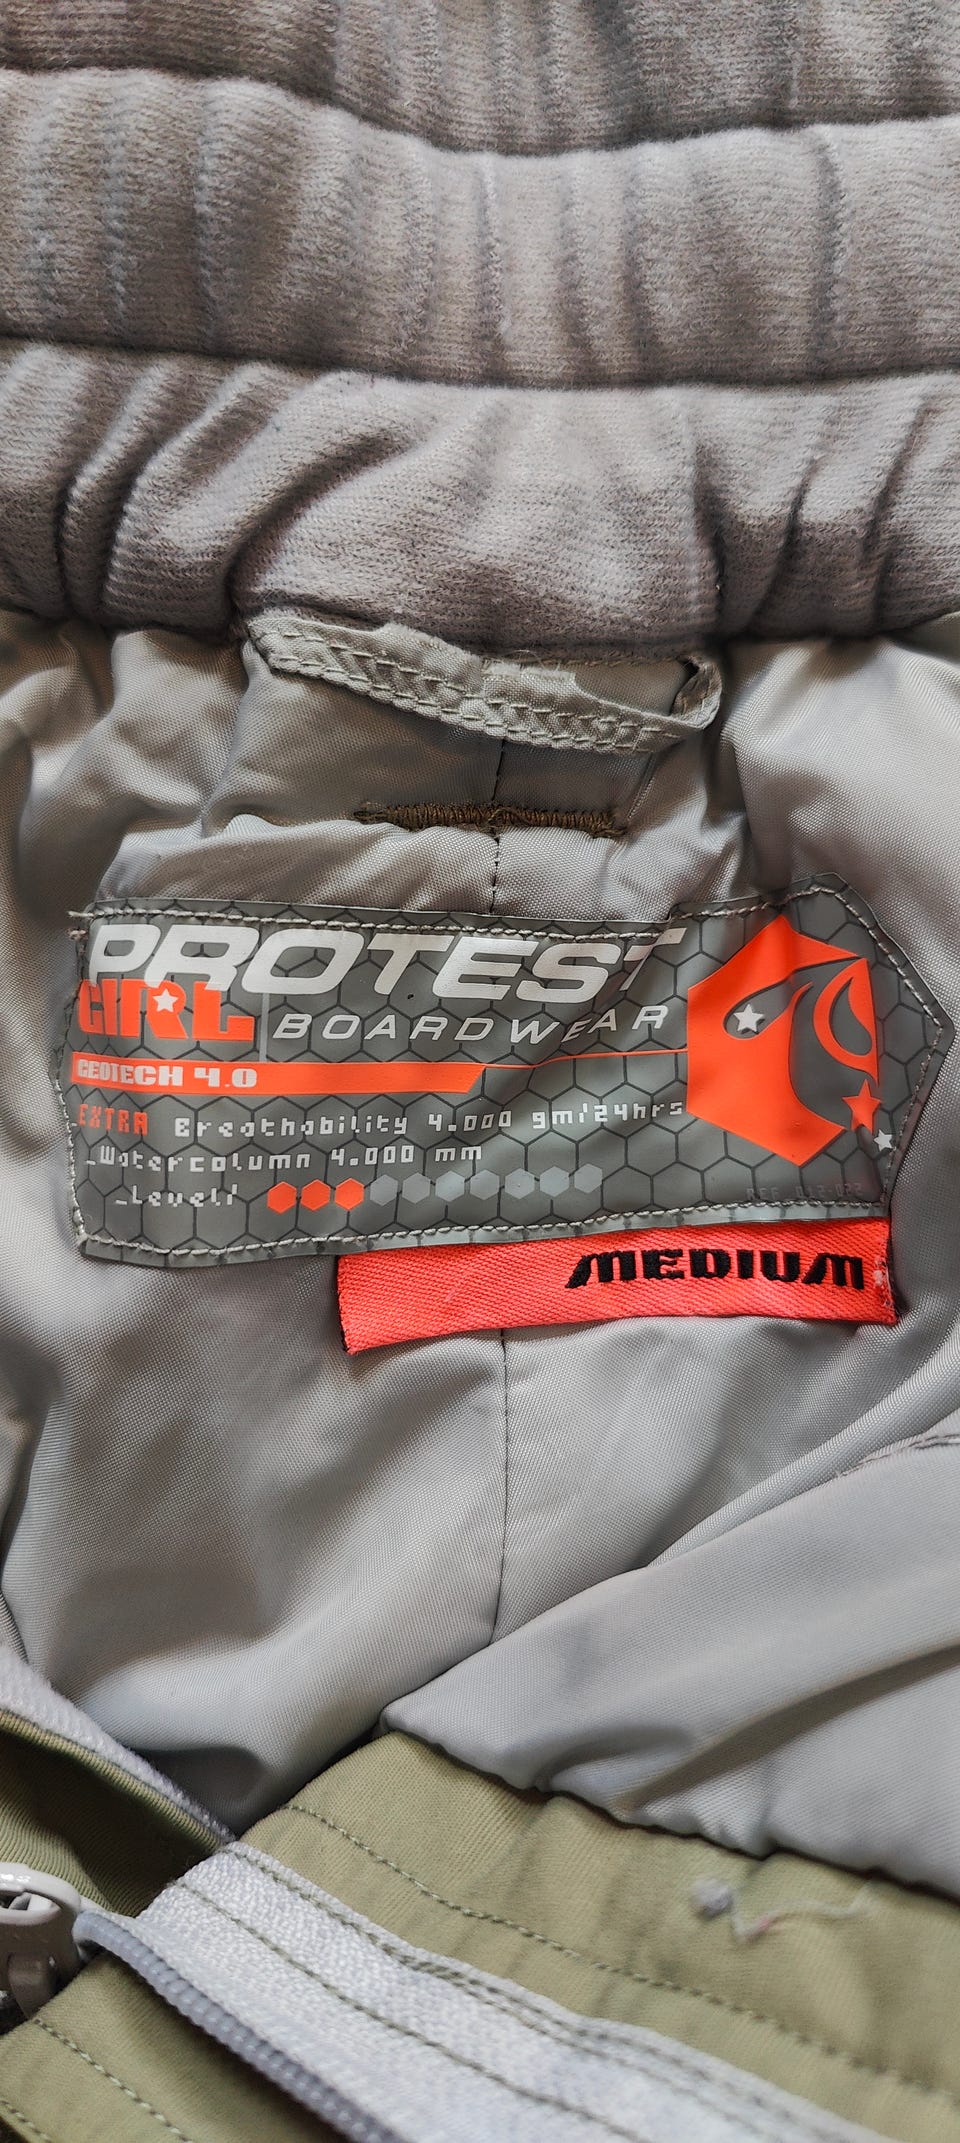 PROTEST
GIRL BOARDWEAR
GEOTECH 4.0
_EXTRA Breathability 4.000 gm/24hrs
_Watercolumn 4.000 mm
_Level/
MEDIUM